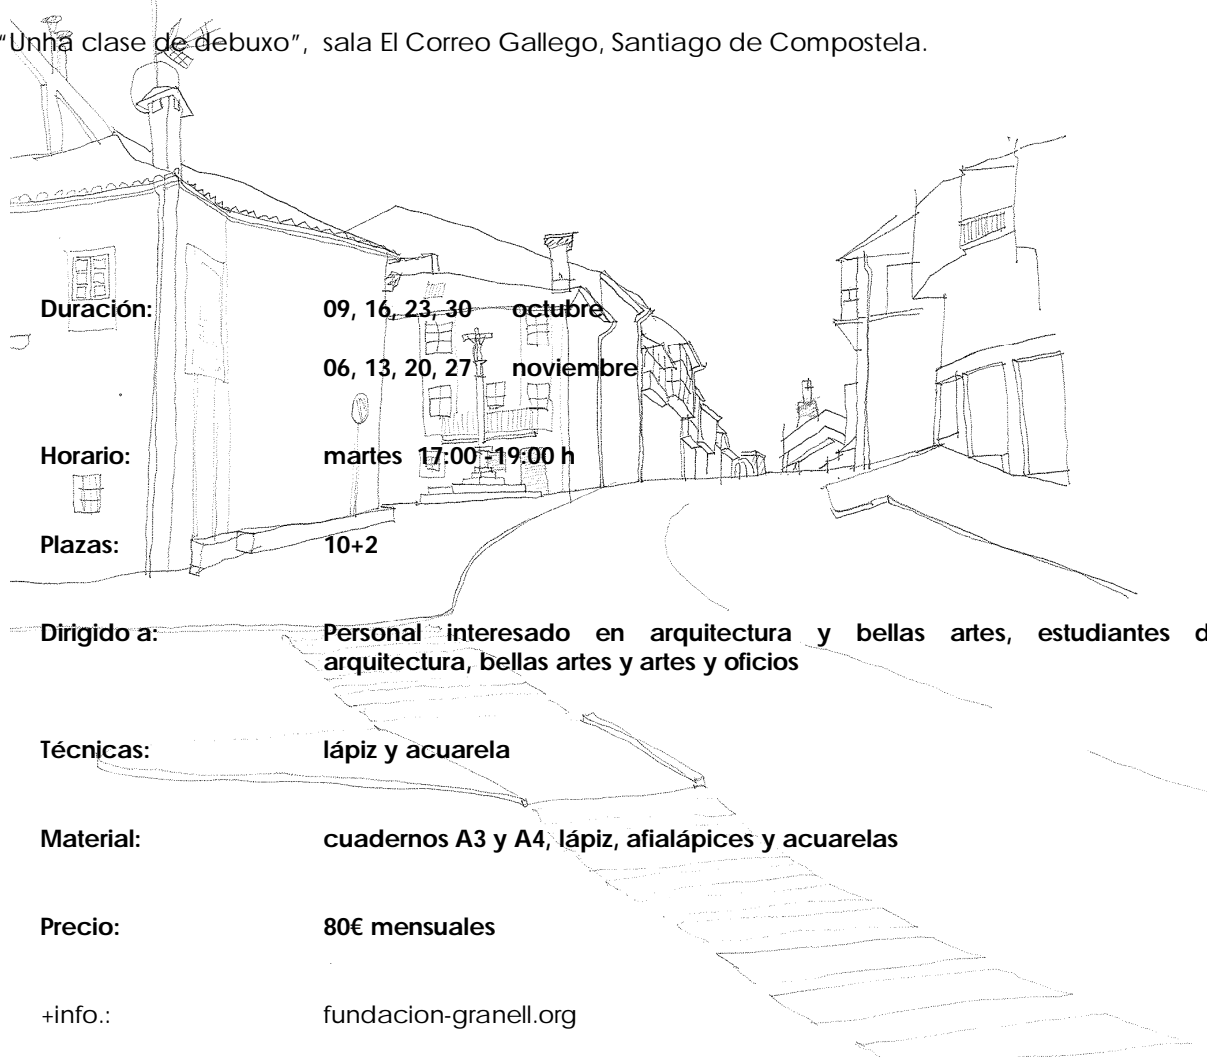 “Unha clase de debuxo”, sala El Correo Gallego, Santiago de Compostela.
Duración: 09, 16, 23, 30 octubre
06, 13, 20, 27 noviembre
Horario: martes 17:00 -19:00 h
Plazas: 10+2
Dirigido a: Personal interesado en arquitectura y bellas artes, estudiantes
arquitectura, bellas artes y artes y oficios
Técnicas: lápiz y acuarela
Material: cuadernos A3 y A4, lápiz, afialápices y acuarelas
Precio: 80€ mensuales
+info.: fundacion-granell.org